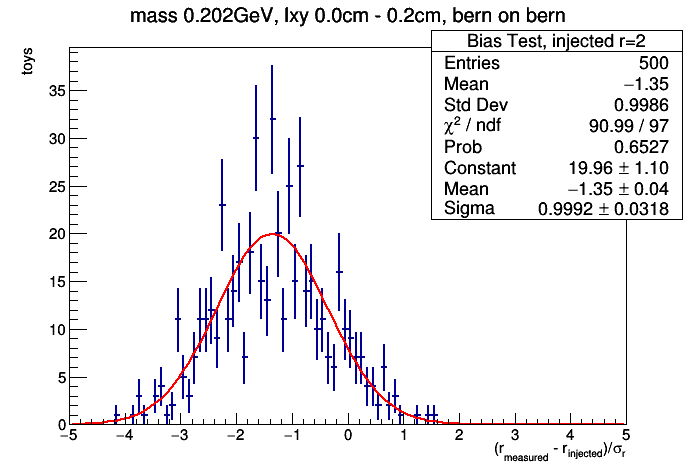 mass 0.202GeV, lxy 0.0cm - 0.2cm, bern on bern
Bias Test, injected r=2
Entries 500
Mean −1.35
Std Dev 0.9986
χ² / ndf 90.99 / 97
Prob 0.6527
Constant 19.96 ± 1.10
Mean −1.35 ± 0.04
Sigma 0.9992 ± 0.0318
toys
35
30
25
20
15
10
5
0
−5 −4 −3 −2 −1 0 1 2 3 4 5
(r_measured - r_injected)/σ_r